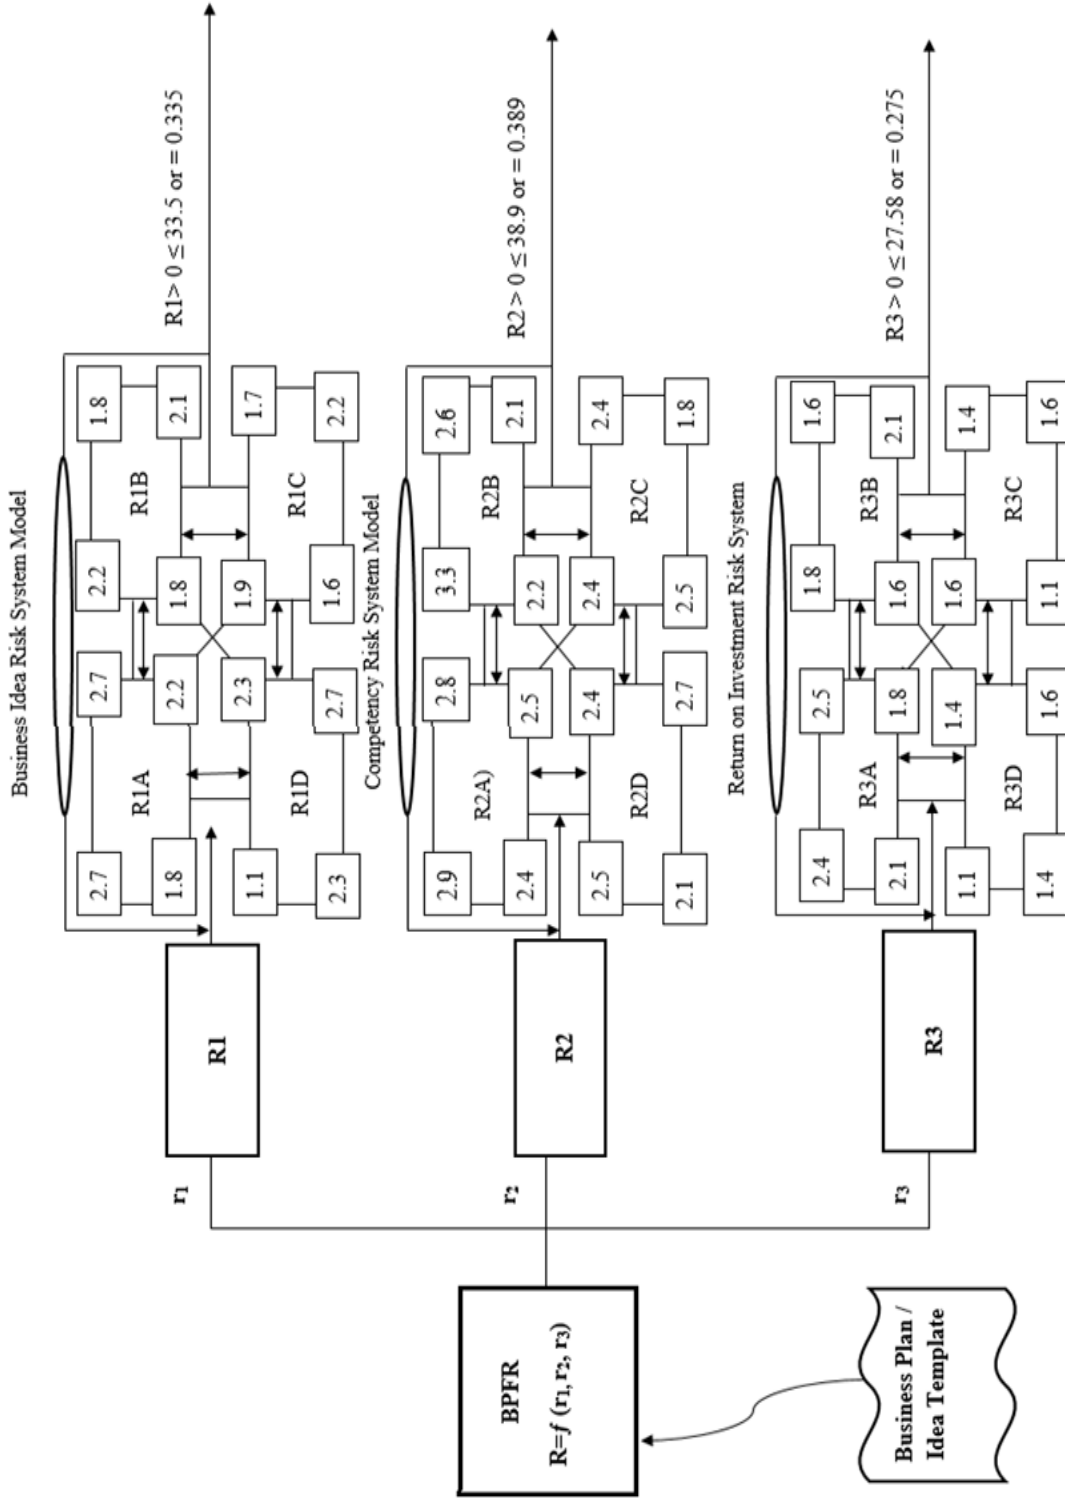 Business Idea Risk System Model
2.7
2.7
2.2
1.8
R1A
R1B
1.8
2.2
1.8
2.1
R1> 0 ≤ 33.5 or = 0.335
r1
R1
1.1
2.3
1.9
1.7
R1D
R1C
2.3
2.7
1.6
2.2
Competency Risk System Model
2.9
2.8
3.3
2.6
R2A)
R2B
2.4
2.5
2.2
2.1
R2> 0 ≤ 38.9 or = 0.389
BPFR
R=f (r1, r2, r3)
r2
R2
2.5
2.4
2.4
2.4
R2D
R2C
2.1
2.7
2.5
1.8
Return on Investment Risk System
2.4
2.5
1.8
1.6
R3A
R3B
2.1
1.8
1.6
2.1
R3> 0 ≤ 27.58 or = 0.275
r3
R3
1.1
1.4
1.6
1.4
R3D
R3C
1.4
1.6
1.1
1.6
Business Plan /
Idea Template